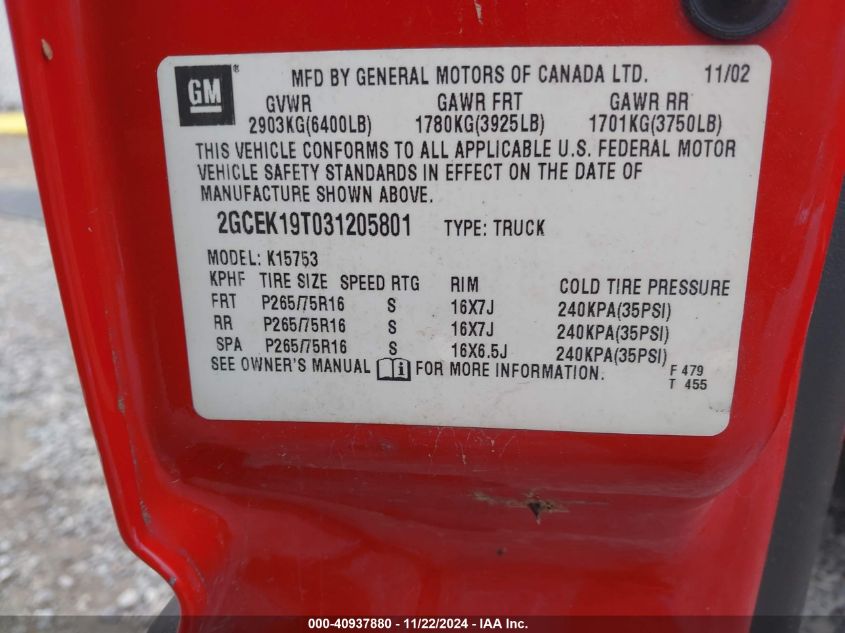 GM ® MFD BY GENERAL MOTORS OF CANADA LTD. 11/02
GVWR GAWR FRT GAWR RR
2903KG(6400LB) 1780KG(3925LB) 1701KG(3750LB)
THIS VEHICLE CONFORMS TO ALL APPLICABLE U.S. FEDERAL MOTOR
VEHICLE SAFETY STANDARDS IN EFFECT ON THE DATE OF
MANUFACTURE SHOWN ABOVE.
2GCEK19T031205801 TYPE: TRUCK
MODEL: K15753
KPHF TIRE SIZE SPEED RTG RIM COLD TIRE PRESSURE
FRT P265/75R16 S 16X7J 240KPA(35PSI)
RR P265/75R16 S 16X7J 240KPA(35PSI)
SPA P265/75R16 S 16X6.5J 240KPA(35PSI)
SEE OWNER'S MANUAL i FOR MORE INFORMATION. F 479
T 455
000-40937880 - 11/22/2024 - IAA Inc.